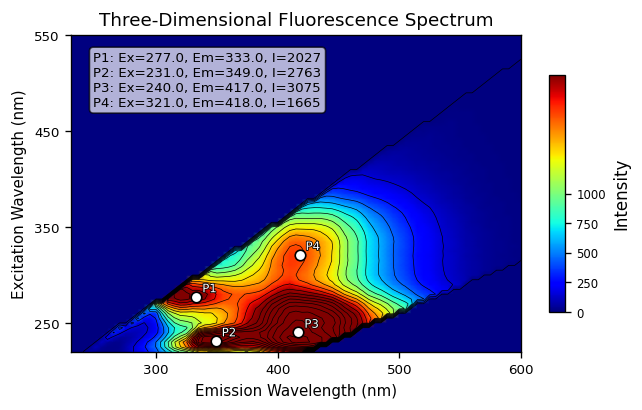 Three-Dimensional Fluorescence Spectrum
P1: Ex=277.0, Em=333.0, I=2027
P2: Ex=231.0, Em=349.0, I=2763
P3: Ex=240.0, Em=417.0, I=3075
P4: Ex=321.0, Em=418.0, I=1665
Excitation Wavelength (nm)
550
450
350
250
P4
P1
P3
P2
300
400
500
600
Emission Wavelength (nm)
1000
750
500
250
0
Intensity